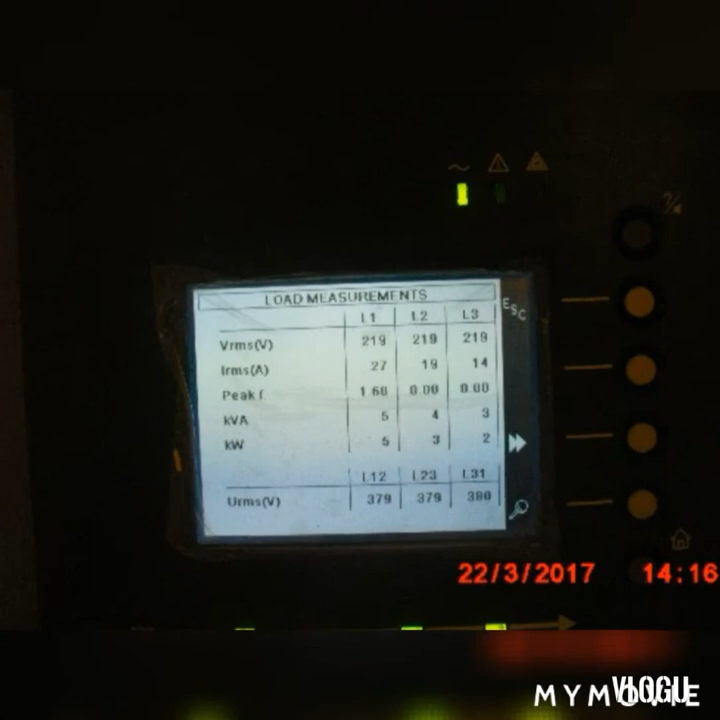 LOAD MEASUREMENTS
L1 L2 L3
Vrms(V) 219 219 219
Irms(A) 27 19 14
Peak f 1.60 0.00 0.00
kVA 5 4 3
kW 5 3 2
L12 L23 L31
Urms(V) 379 379 380
ESC
22/3/2017 14:16
MYMOVIE
VLOGU